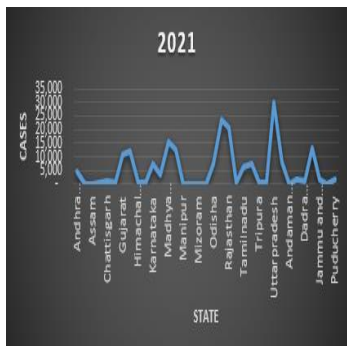 2021
CASES
35,000
30,000
25,000
20,000
15,000
10,000
5,000
-
Andhra...
Assam
Chattisgarh
Gujarat
Himachal...
Karnataka
Madhya...
Manipur
Mizoram
Odisha
Rajasthan
Tamilnadu
Tripura
Uttarpradesh
Andaman...
Dadra...
Jammu and...
Puducherry
STATE